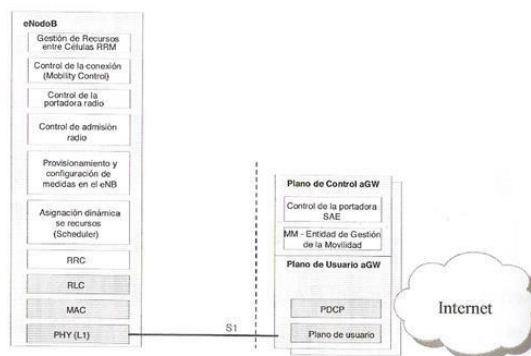 eNodoB
Gestión de Recursos
entre Células RRM
Control de la conexión
(Mobility Control)
Control de la
portadora radio
Control de admisión
radio
Provisionamiento y
configuración de
medidas en el eNB
Asignación dinámica
se recursos
(Scheduler)
RRC
RLC
MAC
PHY (L1)
S1
Plano de Control aGW
Control de la portadora
SAE
MM - Entidad de Gestión
de la Movilidad
Plano de Usuario aGW
PDCP
Plano de usuario
Internet